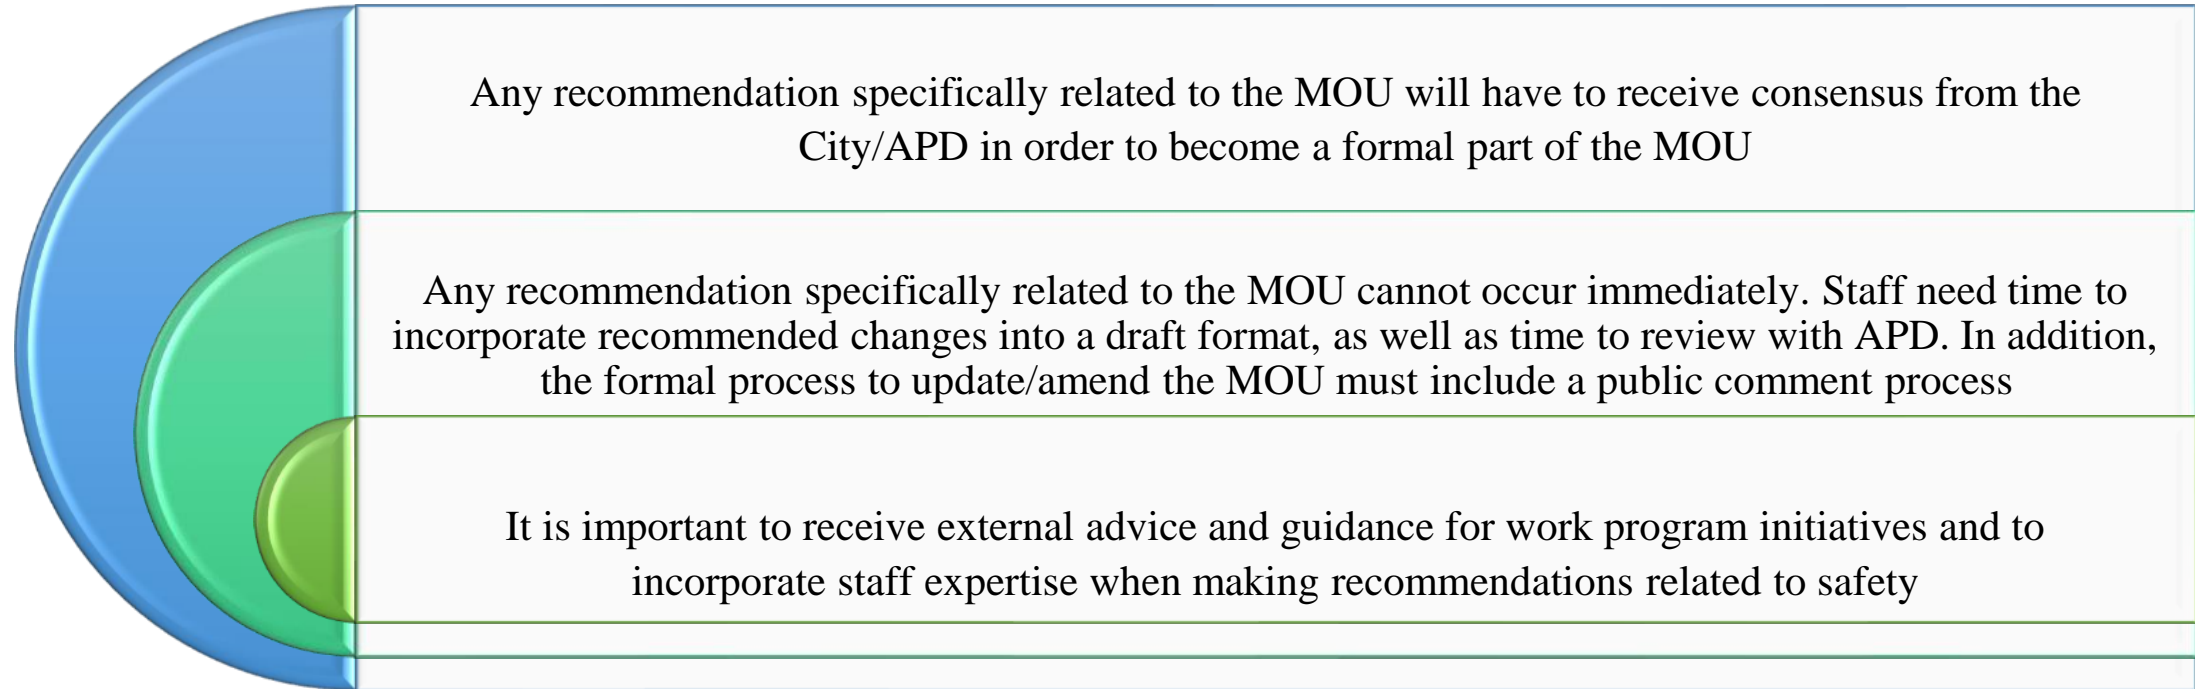 Any recommendation specifically related to the MOU will have to receive consensus from the
City/APD in order to become a formal part of the MOU
Any recommendation specifically related to the MOU cannot occur immediately. Staff need time to
incorporate recommended changes into a draft format, as well as time to review with APD. In addition,
the formal process to update/amend the MOU must include a public comment process
It is important to receive external advice and guidance for work program initiatives and to
incorporate staff expertise when making recommendations related to safety